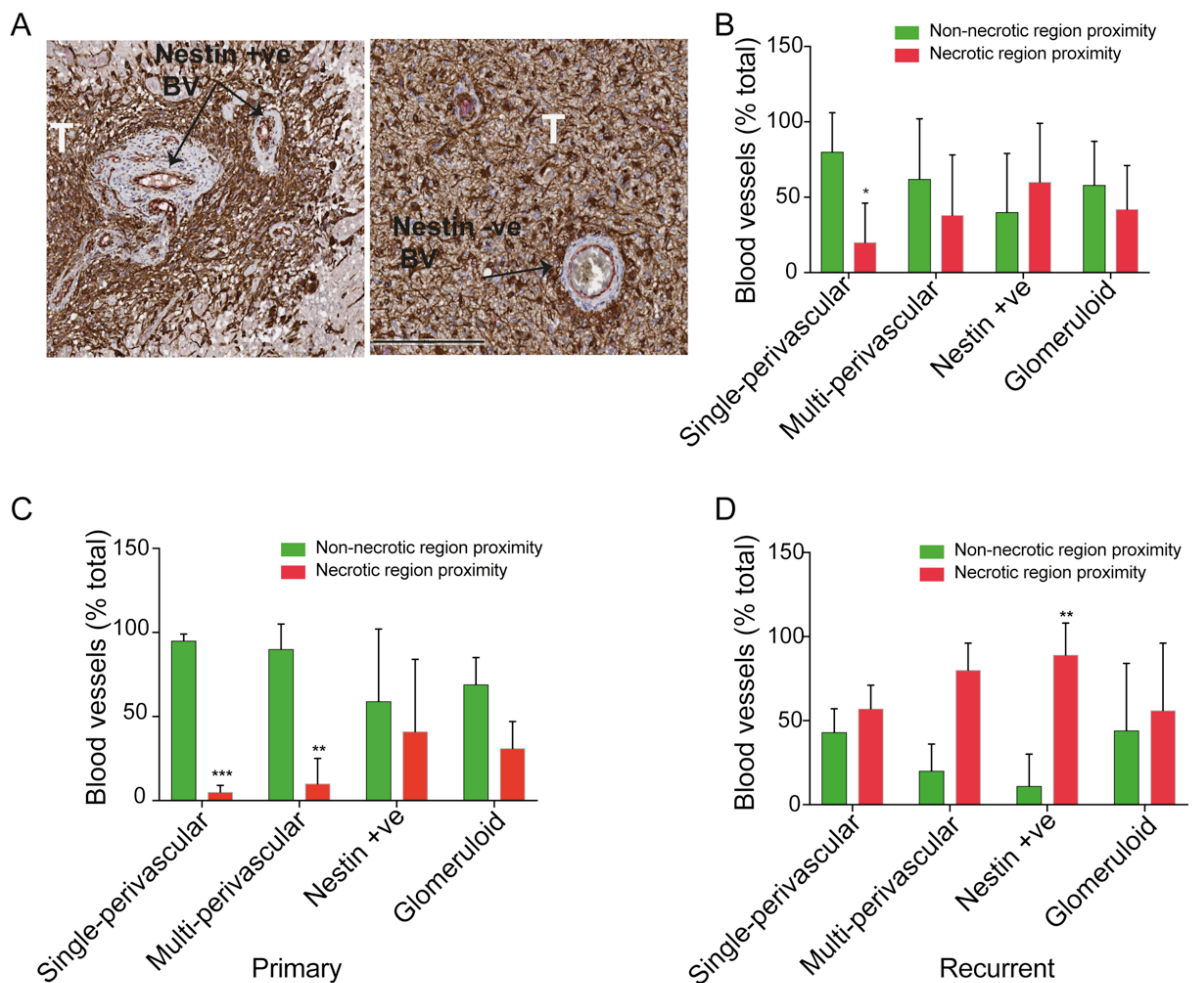 A
Nestin +ve
BV
T
T
Nestin -ve
BV
B
Non-necrotic region proximity
Necrotic region proximity
Blood vessels (% total)
150
100
50
0
Single-perivascular
Multi-perivascular
Nestin +ve
Glomeruloid
*
C
Non-necrotic region proximity
Necrotic region proximity
Blood vessels (% total)
150
100
50
0
***
**
Single-perivascular
Multi-perivascular
Nestin +ve
Glomeruloid
Primary
D
Non-necrotic region proximity
Necrotic region proximity
Blood vessels (% total)
150
100
50
0
**
Single-perivascular
Multi-perivascular
Nestin +ve
Glomeruloid
Recurrent